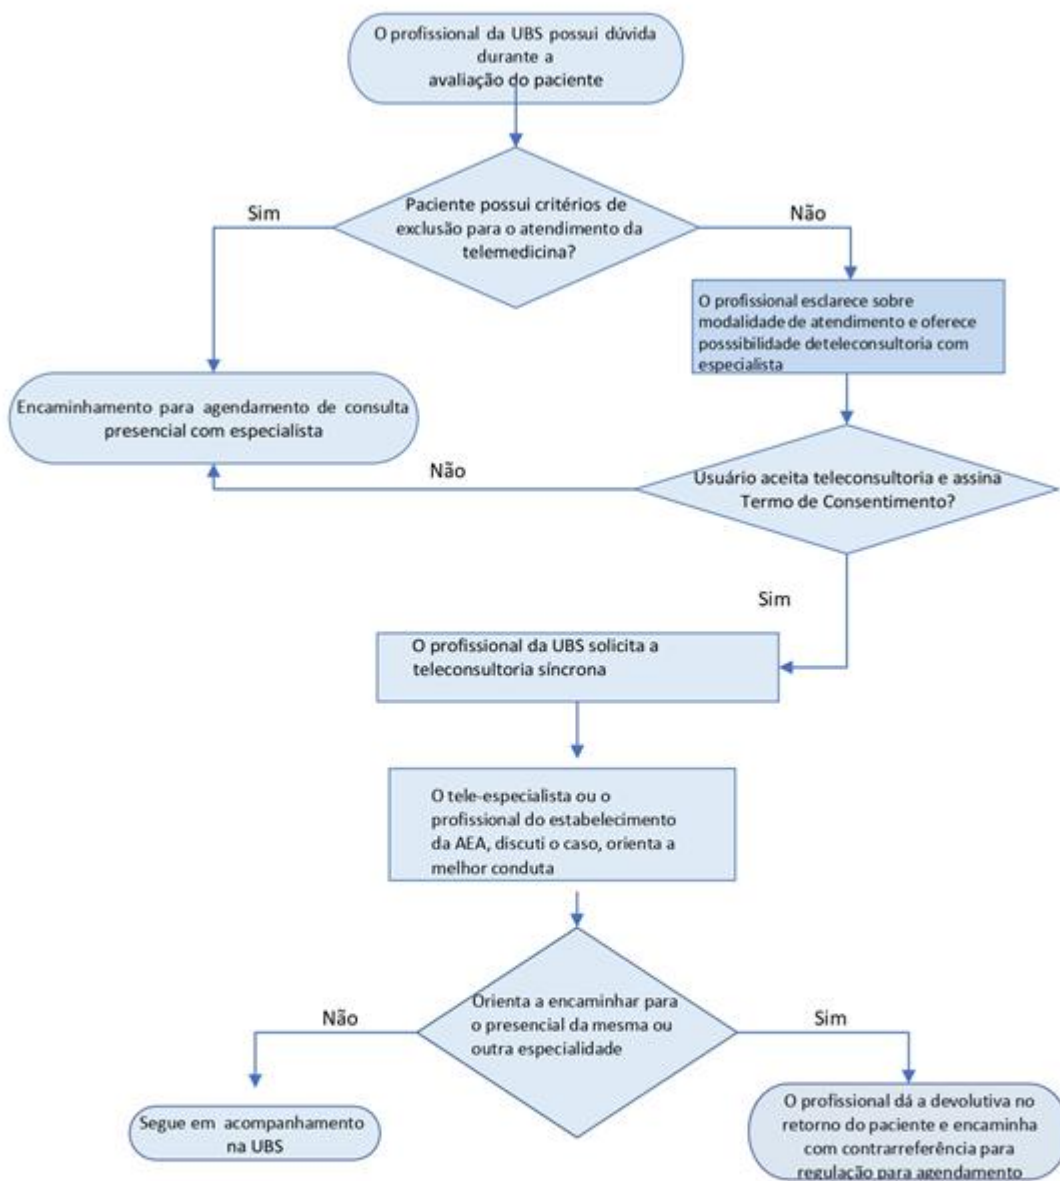 O profissional da UBS possui dúvida
durante a
avaliação do paciente
Paciente possui critérios de
exclusão para o atendimento da
telemedicina?
Sim
Não
O profissional esclarece sobre
modalidade de atendimento e oferece
posssibilidade deteleconsultoria com
especialista
Encaminhamento para agendamento de consulta
presencial com especialista
Não
Usuário aceita teleconsultoria e assina
Termo de Consentimento?
Sim
O profissional da UBS solicita a
teleconsultoria síncrona
O tele-especialista ou o
profissional do estabelecimento
da AEA, discuti o caso, orienta a
melhor conduta
Orienta a encaminhar para
o presencial da mesma ou
outra especialidade
Não
Sim
Segue em acompanhamento
na UBS
O profissional dá a devolutiva no
retorno do paciente e encaminha
com contrarreferência para
regulação para agendamento